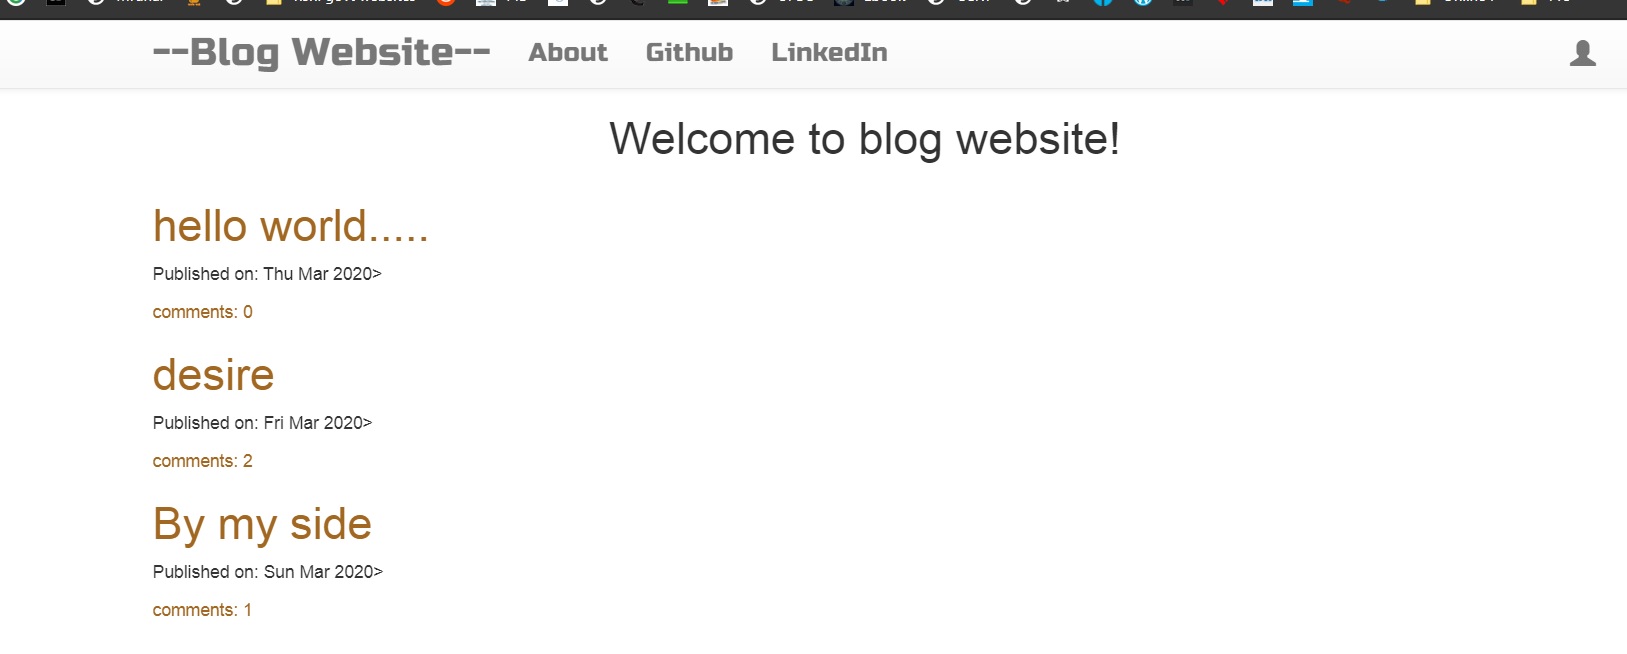 --Blog Website-- About Github LinkedIn
Welcome to blog website!
hello world.....
Published on: Thu Mar 2020>
comments: 0
desire
Published on: Fri Mar 2020>
comments: 2
By my side
Published on: Sun Mar 2020>
comments: 1